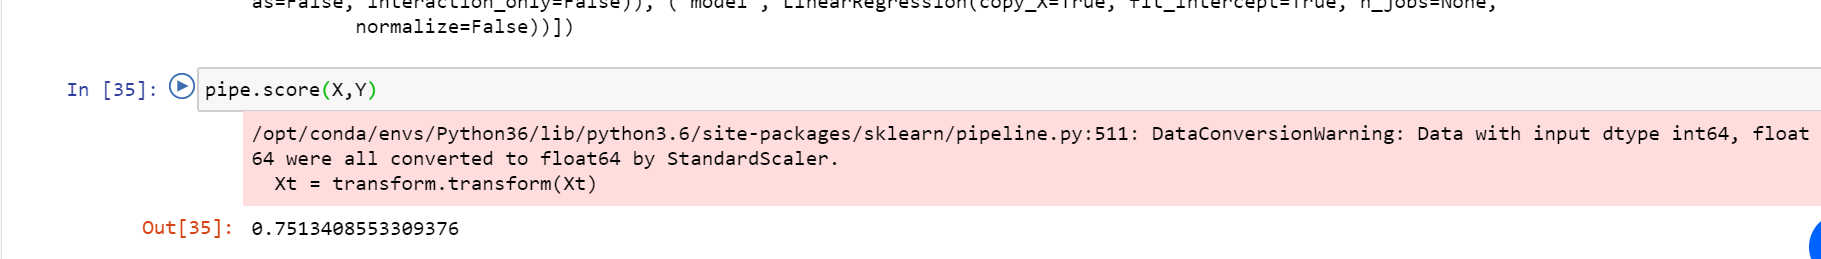 as=False, interaction_only=False)), ('model', LinearRegression(copy_X=True, fit_intercept=True, n_jobs=None,
normalize=False))])
In [35]: pipe.score(X,Y)
/opt/conda/envs/Python36/lib/python3.6/site-packages/sklearn/pipeline.py:511: DataConversionWarning: Data with input dtype int64, float
64 were all converted to float64 by StandardScaler.
Xt = transform.transform(Xt)
Out[35]: 0.7513408553309376